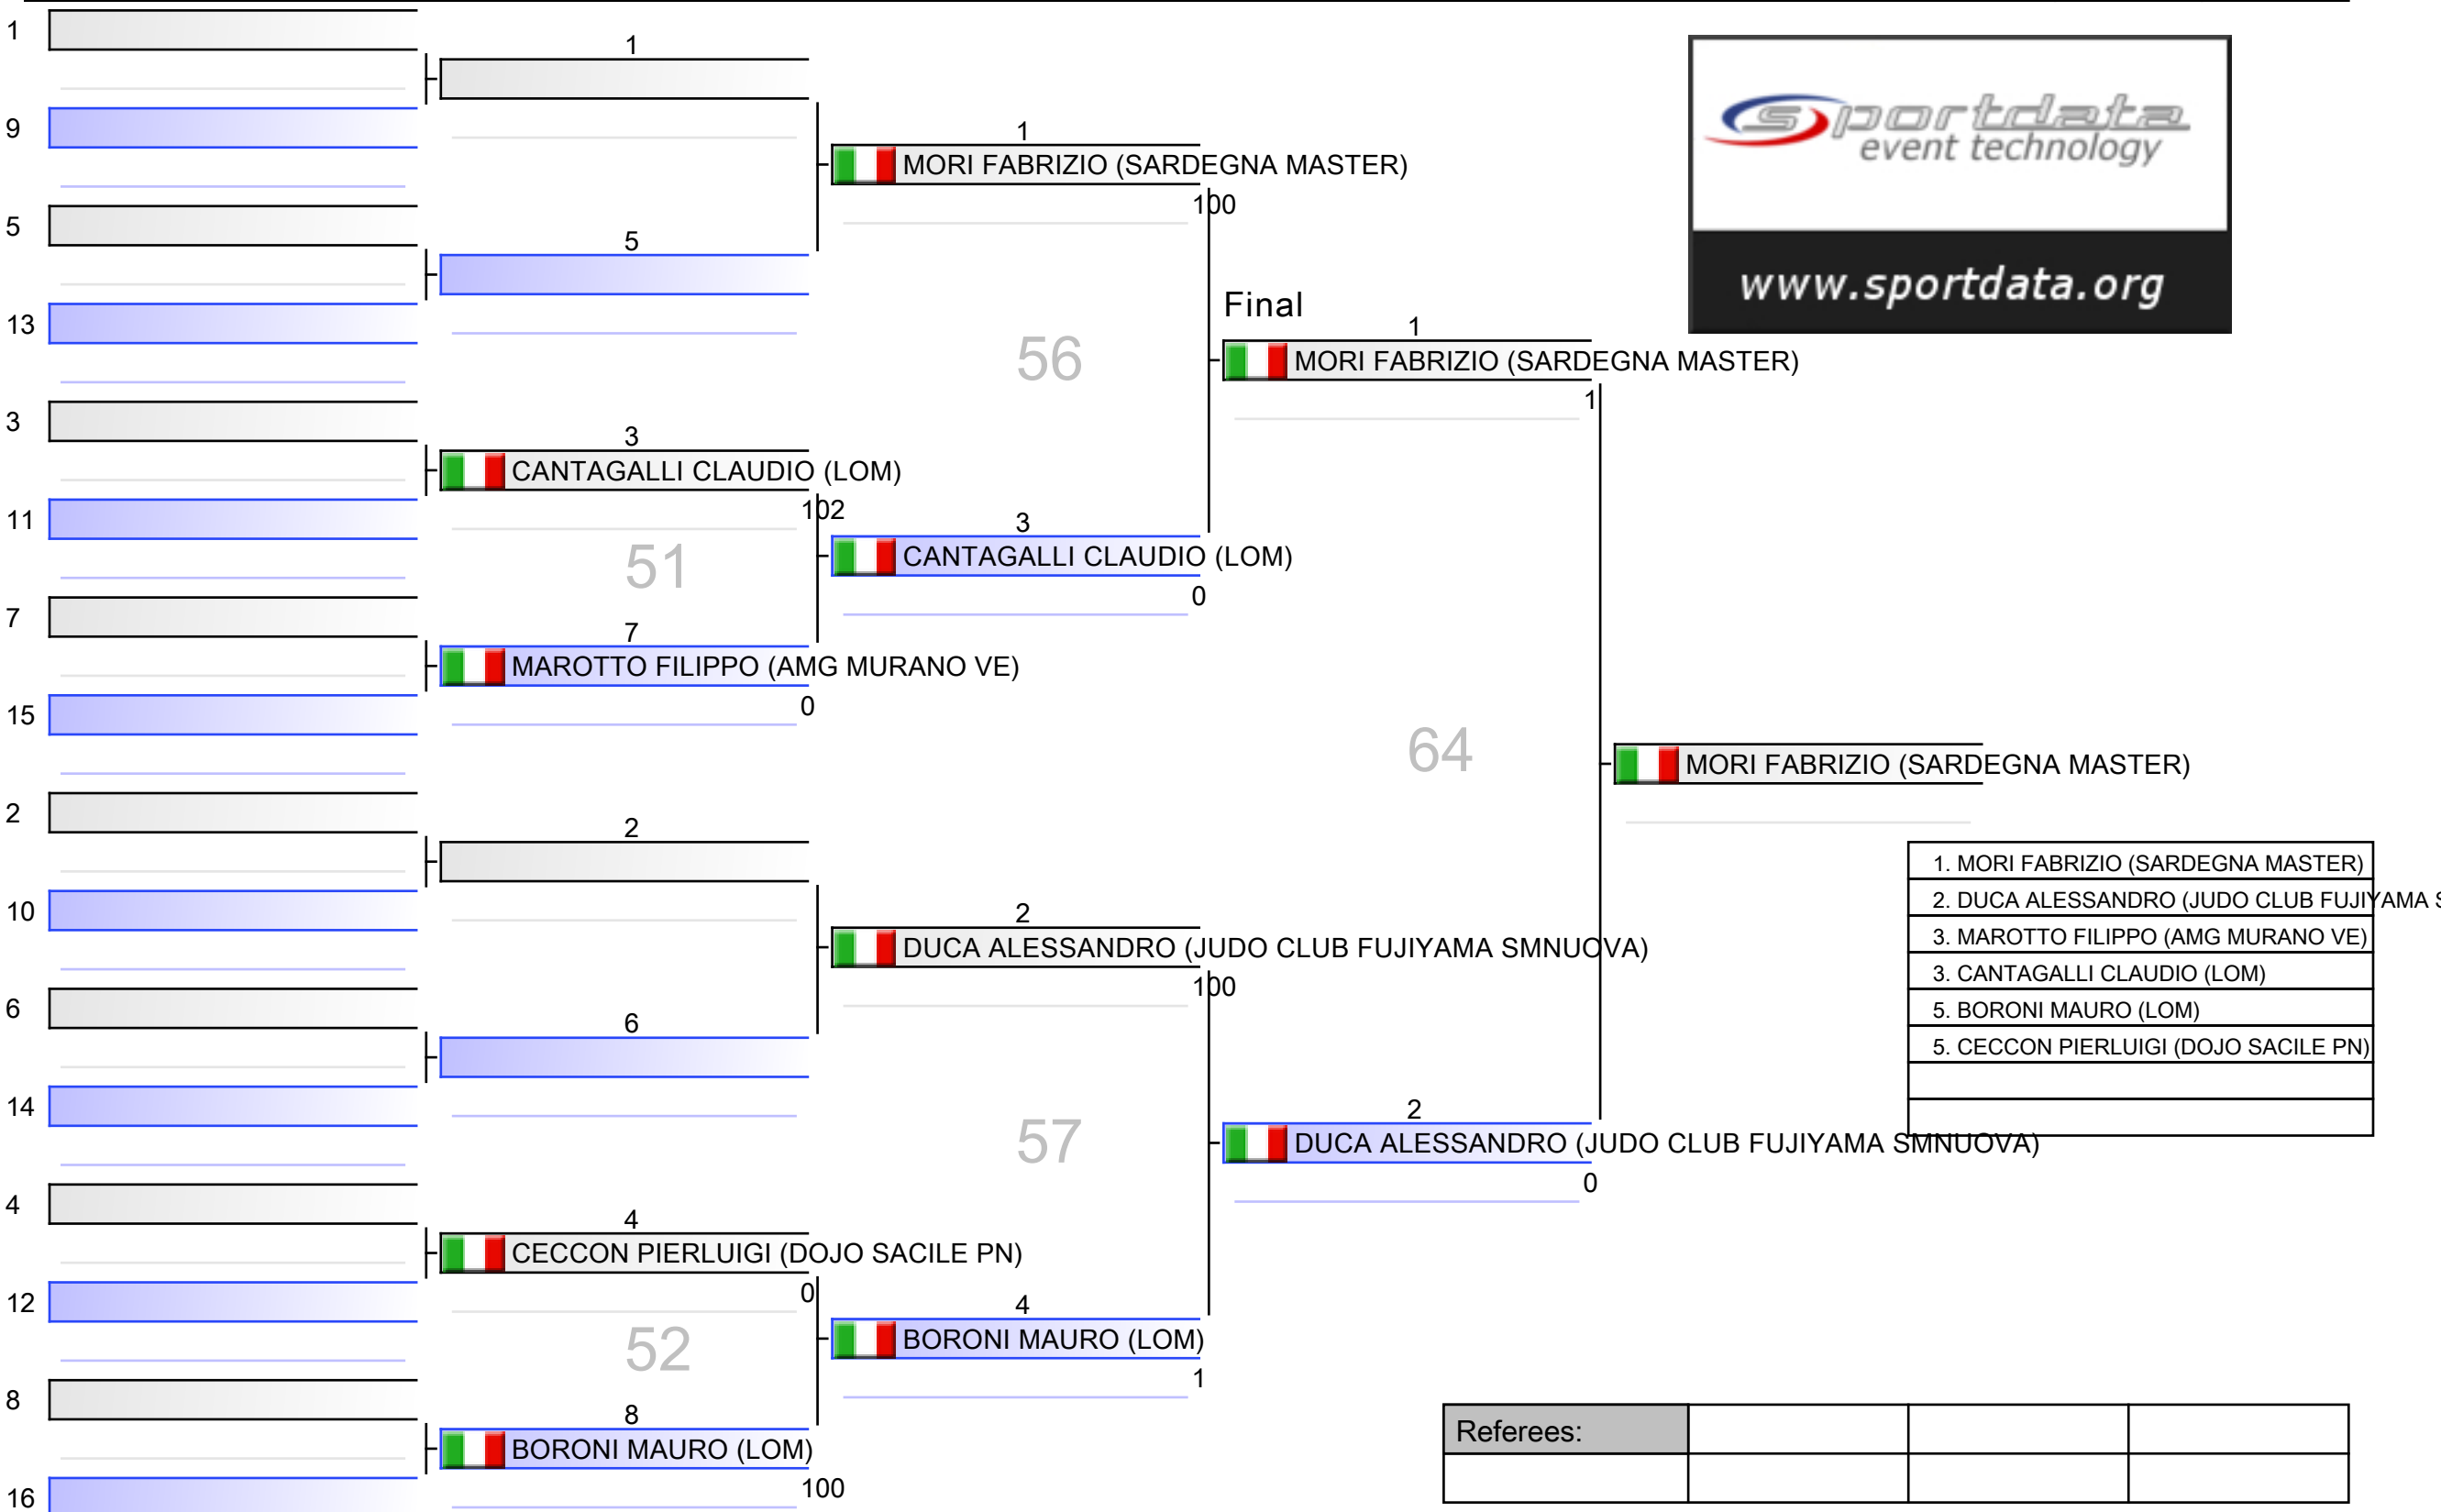 1
1
sportdata
event technology
www.sportdata.org
9
1
MORI FABRIZIO (SARDEGNA MASTER)
100
5
5
13
Final
1
MORI FABRIZIO (SARDEGNA MASTER)
1
56
3
3
CANTAGALLI CLAUDIO (LOM)
102
11
3
CANTAGALLI CLAUDIO (LOM)
0
51
7
7
MAROTTO FILIPPO (AMG MURANO VE)
0
15
64
MORI FABRIZIO (SARDEGNA MASTER)
2
2
1. MORI FABRIZIO (SARDEGNA MASTER)
2. DUCA ALESSANDRO (JUDO CLUB FUJIYAMA S
3. MAROTTO FILIPPO (AMG MURANO VE)
3. CANTAGALLI CLAUDIO (LOM)
5. BORONI MAURO (LOM)
5. CECCON PIERLUIGI (DOJO SACILE PN)
10
2
DUCA ALESSANDRO (JUDO CLUB FUJIYAMA SMNUOVA)
100
6
6
14
57
2
DUCA ALESSANDRO (JUDO CLUB FUJIYAMA SMNUOVA)
0
4
4
CECCON PIERLUIGI (DOJO SACILE PN)
0
12
4
BORONI MAURO (LOM)
1
52
8
8
BORONI MAURO (LOM)
100
16
Referees: